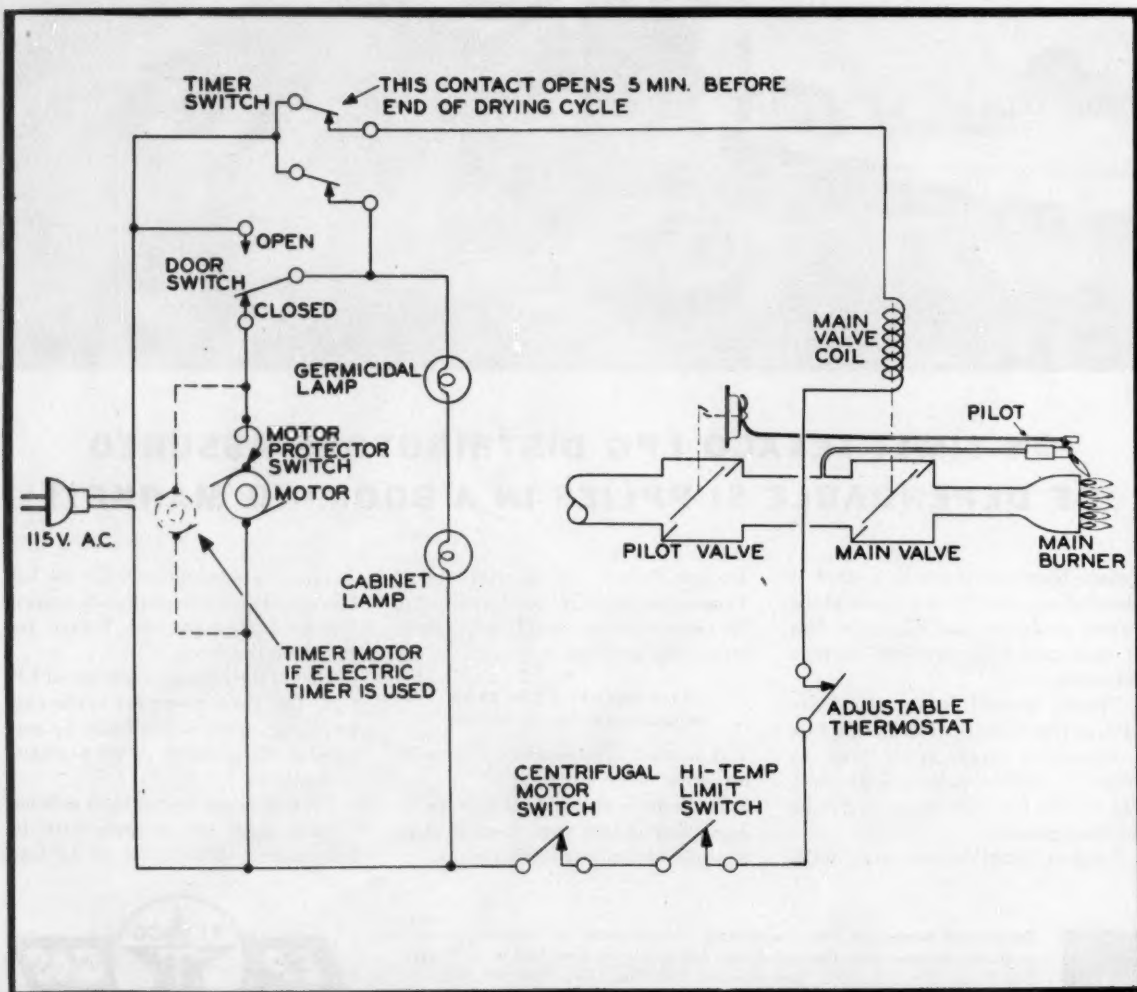 TIMER
SWITCH
THIS CONTACT OPENS 5 MIN. BEFORE
END OF DRYING CYCLE
OPEN
DOOR
SWITCH
CLOSED
MAIN
VALVE
COIL
GERMICIDAL
LAMP
PILOT
MOTOR
PROTECTOR
SWITCH
MOTOR
115 V. A.C.
PILOT VALVE
MAIN VALVE
MAIN
BURNER
CABINET
LAMP
TIMER MOTOR
IF ELECTRIC
TIMER IS USED
ADJUSTABLE
THERMOSTAT
CENTRIFUGAL
MOTOR
SWITCH
HI-TEMP
LIMIT
SWITCH